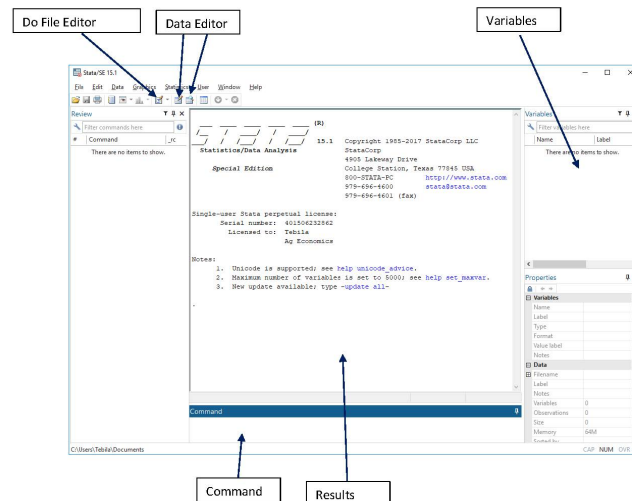 Do File Editor
Data Editor
Variables
Stata/SE 15.1
File Edit Data Graphics Statistics User Window Help
Review
Filter commands here
# Command _rc
There are no items to show.
(R)
15.1 Copyright 1985-2017 StataCorp LLC
Statistics/Data Analysis StataCorp
4905 Lakeway Drive
Special Edition College Station, Texas 77845 USA
800-STATA-PC http://www.stata.com
979-696-4600 stata@stata.com
979-696-4601 (fax)
Single-user Stata perpetual license:
Serial number: 401506232862
Licensed to: Tebila
Ag Economics
Notes:
1. Unicode is supported; see help unicode_advice.
2. Maximum number of variables is set to 5000; see help set_maxvar.
3. New update available; type -update all-
.
Variables
Filter variables here
Name Label
There are no items to show.
Properties
Variables
Name
Label
Type
Format
Value label
Notes
Data
Filename
Label
Notes
Variables 0
Observations 0
Size 0
Memory 64M
Sorted by
Command
C:\Users\Tebila\Documents
CAP NUM OVR
Command
Results